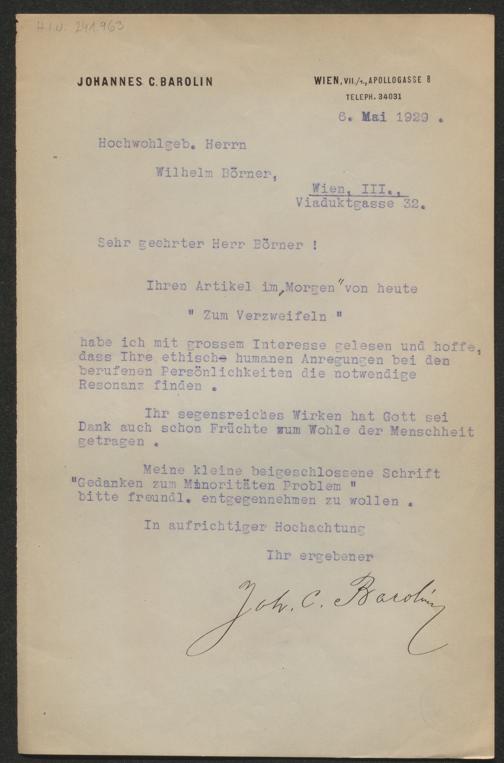 H.I.N. 241.963
JOHANNES C. BAROLIN
WIEN, VII./1., APOLLOGASSE 8
TELEPH. 34031
6. Mai 1929 .
Hochwohlgeb. Herrn
Wilhelm Börner,
Wien, III.,
Viaduktgasse 32.
Sehr geehrter Herr Börner !
Ihren Artikel im „Morgen" von heute
" Zum Verzweifeln "
habe ich mit grossem Interesse gelesen und hoffe,
dass Ihre ethisch humanen Anregungen bei den
berufenen Persönlichkeiten die notwendige
Resonanz finden .
Ihr segensreiches Wirken hat Gott sei
Dank auch schon Früchte zum Wohle der Menschheit
getragen .
Meine kleine beigeschlossene Schrift
"Gedanken zum Minoritäten Problem "
bitte freundl. entgegennehmen zu wollen .
In aufrichtiger Hochachtung
Ihr ergebener
Joh. C. Barolin